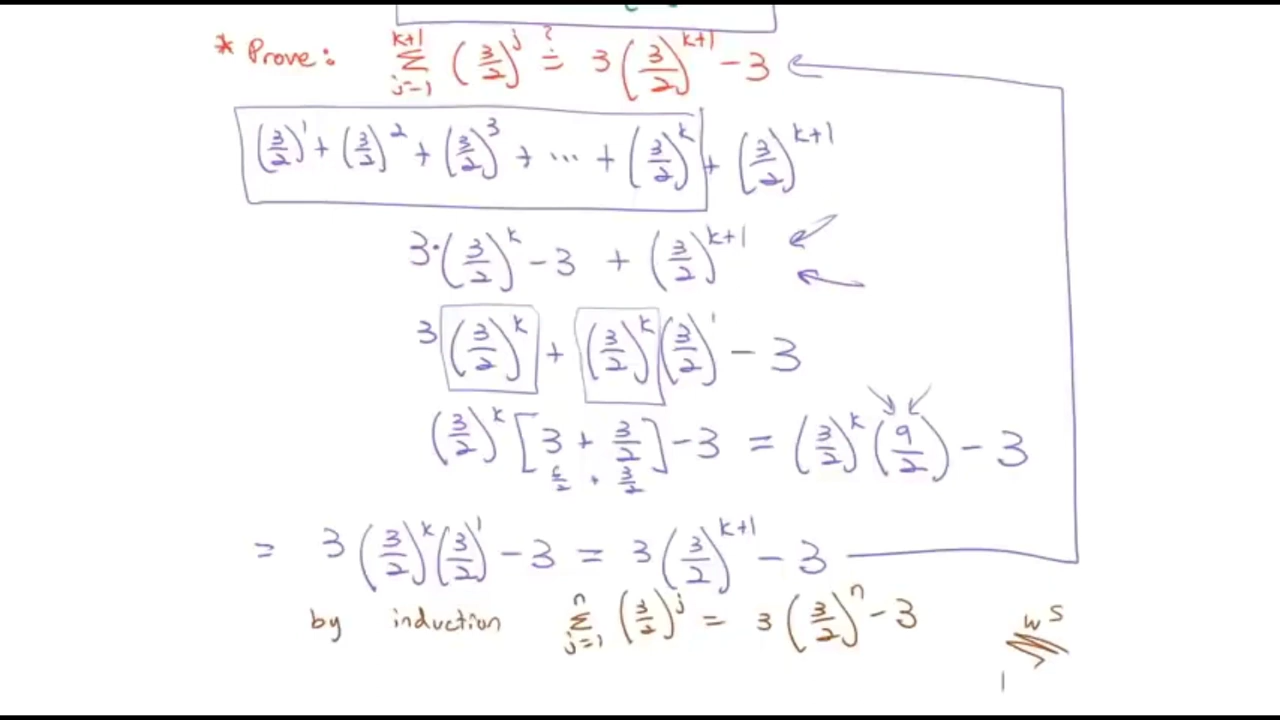 * Prove: Σ_{j=1}^{k+1} (3/2)^j ?= 3(3/2)^{k+1} - 3
(3/2)^1 + (3/2)^2 + (3/2)^3 + ... + (3/2)^k + (3/2)^{k+1}
3·(3/2)^k - 3 + (3/2)^{k+1}
3(3/2)^k + (3/2)^k (3/2)^1 - 3
(3/2)^k [3 + 3/2] - 3 = (3/2)^k (9/2) - 3
6/2 + 3/2
= 3(3/2)^k (3/2)^1 - 3 = 3(3/2)^{k+1} - 3
by induction Σ_{j=1}^{n} (3/2)^j = 3(3/2)^n - 3
w^5